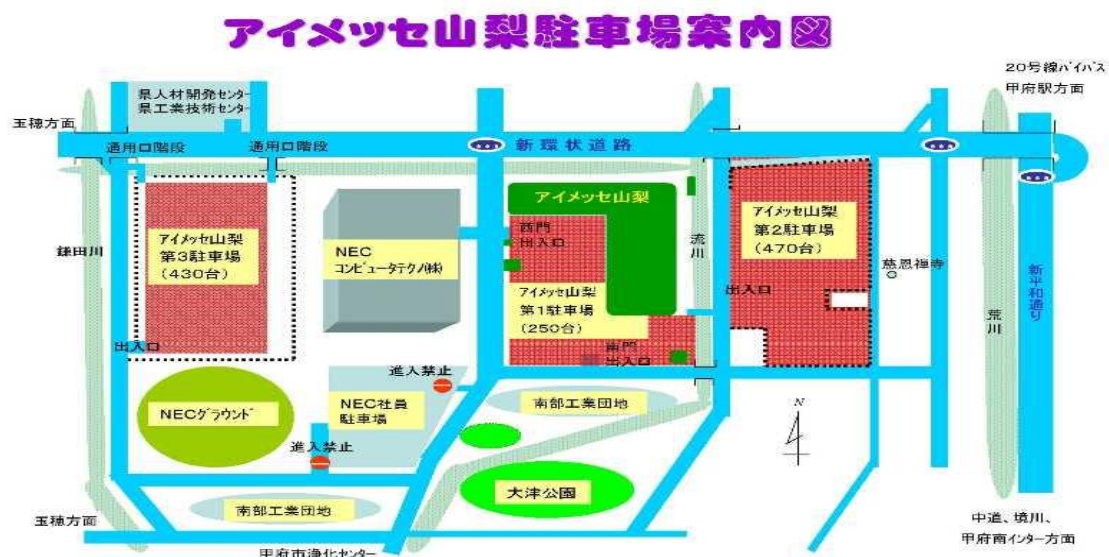 アイメッセ山梨駐車場案内図
20号線バイパス
甲府駅方面
県人材開発センター
県工業技術センター
玉穂方面
通用口階段
通用口階段
新環状道路
アイメッセ山梨
西門
出入口
アイメッセ山梨
第2駐車場
(470台)
アイメッセ山梨
第3駐車場
(430台)
鎌田川
NEC
コンピュータテクノ(株)
流川
慈恩禅寺
新平和通り
荒川
アイメッセ山梨
第1駐車場
(250台)
出入口
出入口
南門
出入口
進入禁止
NEC社員
駐車場
南部工業団地
N
NECグラウンド
進入禁止
大津公園
南部工業団地
玉穂方面
甲府市浄化センター
中道、境川、
甲府南インター方面